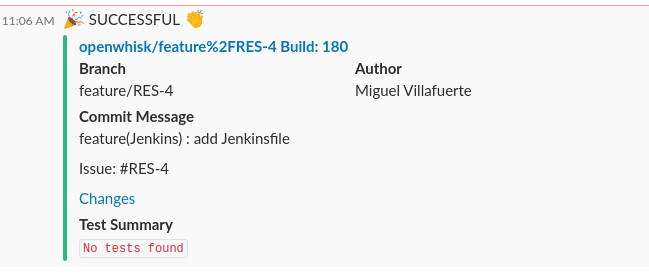 11:06 AM 🎉 SUCCESSFUL 👏
openwhisk/feature%2FRES-4 Build: 180
Branch Author
feature/RES-4 Miguel Villafuerte
Commit Message
feature(Jenkins) : add Jenkinsfile
Issue: #RES-4
Changes
Test Summary
No tests found